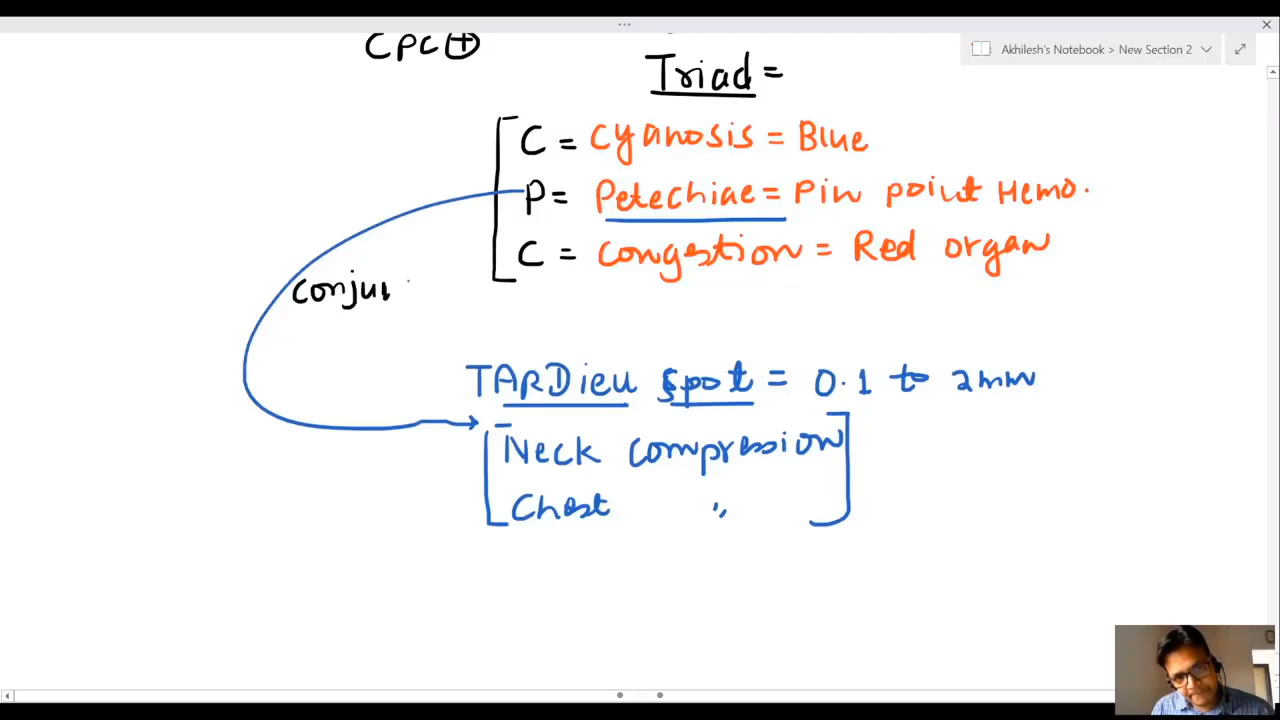 Akhilesh's Notebook > New Section 2
CPC⊕
Triad =
C = Cyanosis = Blue
P = Petechiae = Pin point Hemo.
C = Congestion = Red organ
Conjun
TARDieu spot = 0.1 to 2mm
Neck compression
Chest "